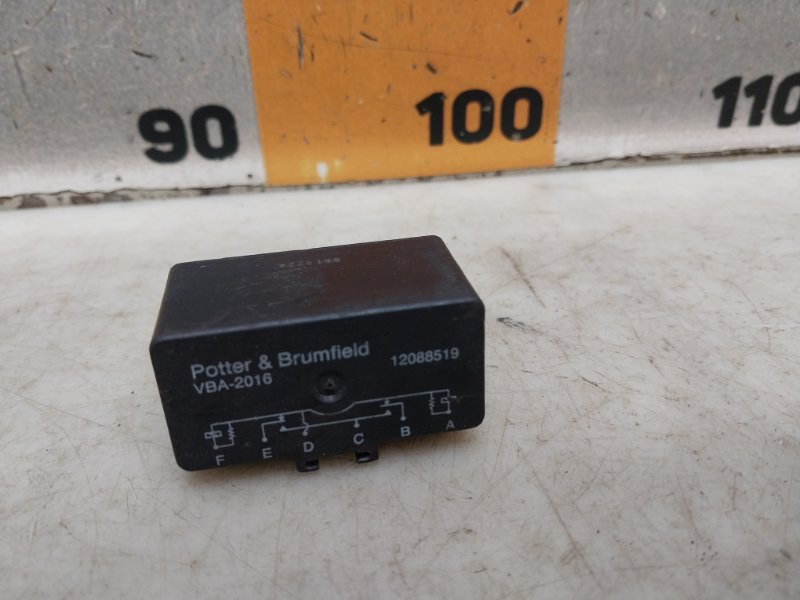 90 100 110
Potter & Brumfield 12088519
VBA-2016
F E D C B A